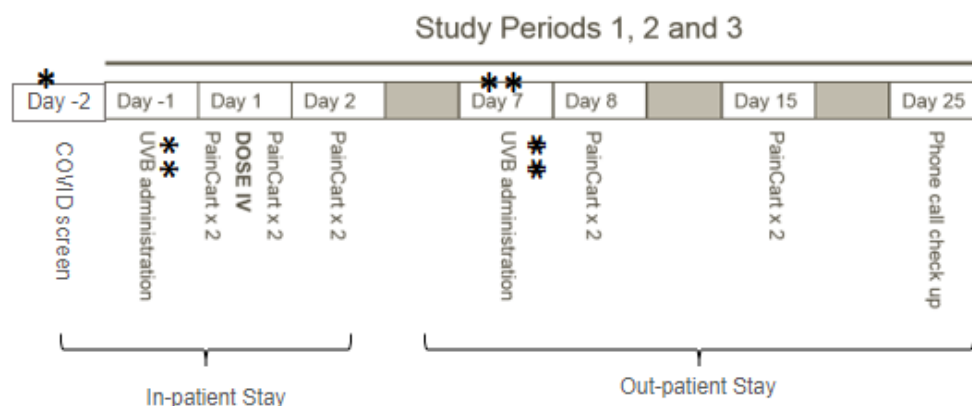 Study Periods 1, 2 and 3
*
**
Day -2
Day -1
Day 1
Day 2
Day 7
Day 8
Day 15
Day 25
COVID screen
UVB administration
**
PainCart x 2
DOSE IV
PainCart x 2
PainCart x 2
UVB administration
**
PainCart x 2
PainCart x 2
Phone call check up
In-patient Stay
Out-patient Stay